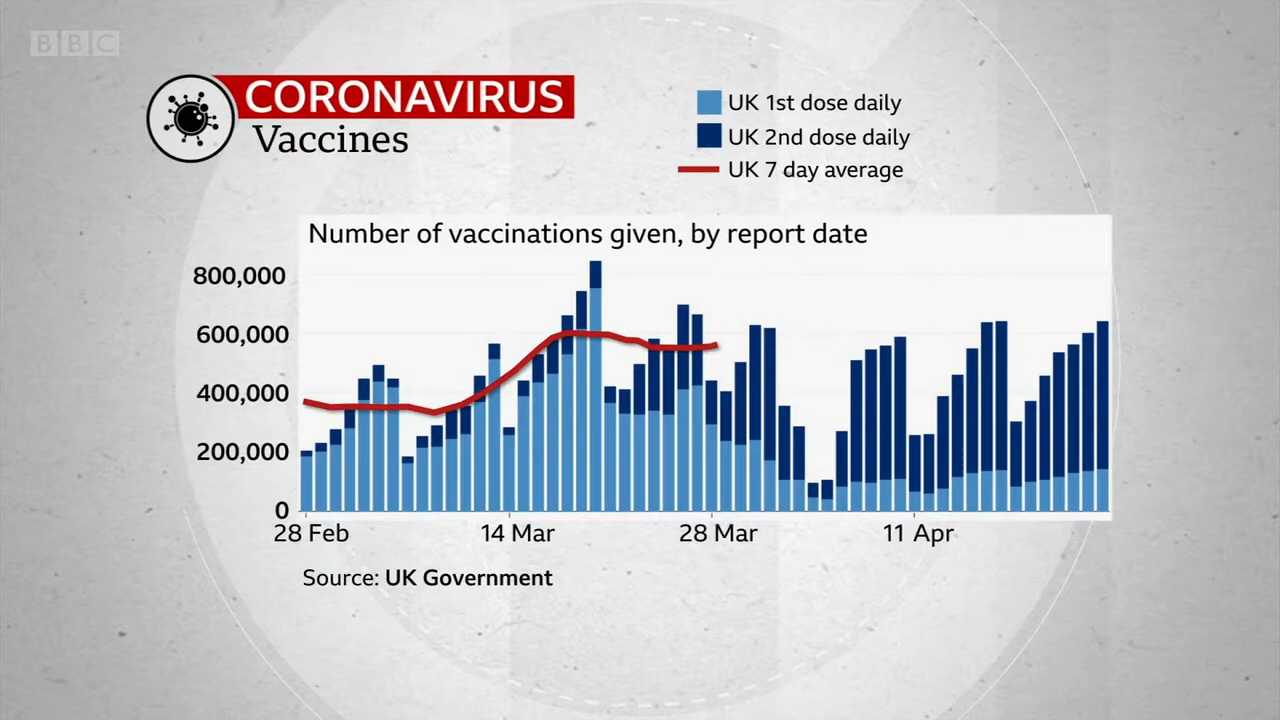 BBC
CORONAVIRUS
Vaccines
UK 1st dose daily
UK 2nd dose daily
UK 7 day average
Number of vaccinations given, by report date
800,000
600,000
400,000
200,000
0
28 Feb
14 Mar
28 Mar
11 Apr
Source: UK Government